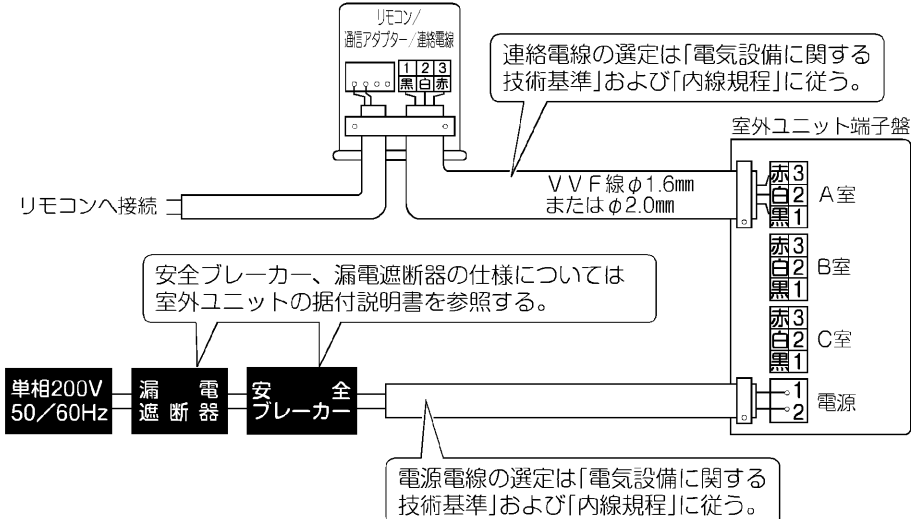 リモコン/
通信アダプター/連絡電線
1 2 3
黒 白 赤
連絡電線の選定は「電気設備に関する
技術基準」および「内線規程」に従う。
室外ユニット端子盤
VVF線φ1.6㎜
またはφ2.0㎜
リモコンへ接続
赤 3
白 2
黒 1
A室
赤 3
白 2
黒 1
B室
赤 3
白 2
黒 1
C室
安全ブレーカー、漏電遮断器の仕様については
室外ユニットの据付説明書を参照する。
単相200V
50/60Hz
漏電
遮断器
安全
ブレーカー
1
2
電源
電源電線の選定は「電気設備に関する
技術基準」および「内線規程」に従う。